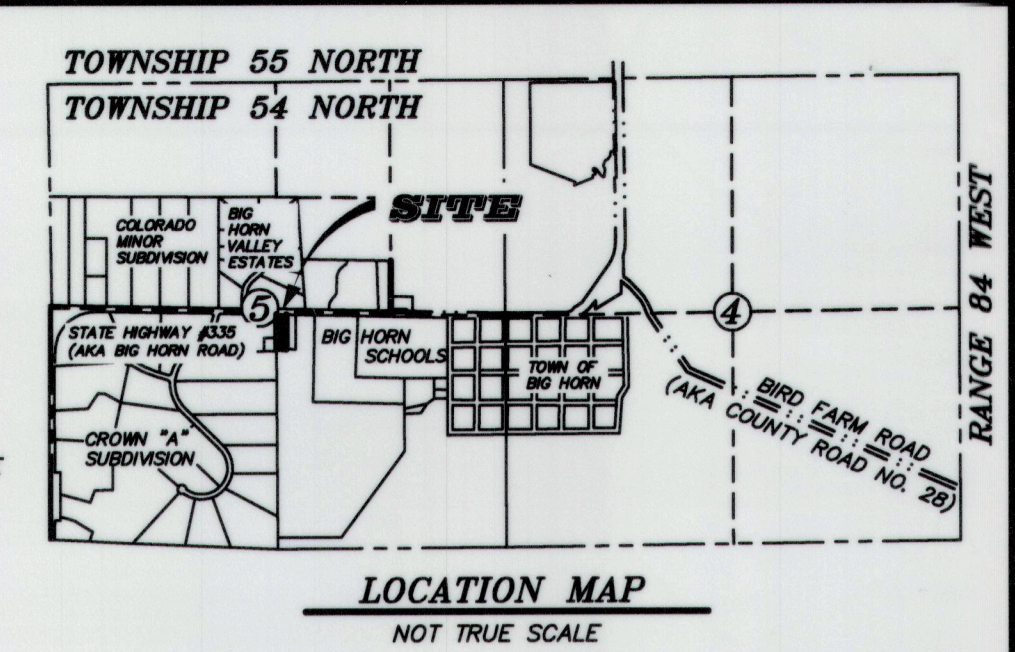 TOWNSHIP 55 NORTH
TOWNSHIP 54 NORTH
SITE
COLORADO
MINOR
SUBDIVISION
BIG
HORN
VALLEY
ESTATES
5
4
STATE HIGHWAY #335
(AKA BIG HORN ROAD)
BIG HORN
SCHOOLS
TOWN OF
BIG HORN
CROWN "A"
SUBDIVISION
BIRD FARM ROAD
(AKA COUNTY ROAD NO. 28)
RANGE 84 WEST
LOCATION MAP
NOT TRUE SCALE